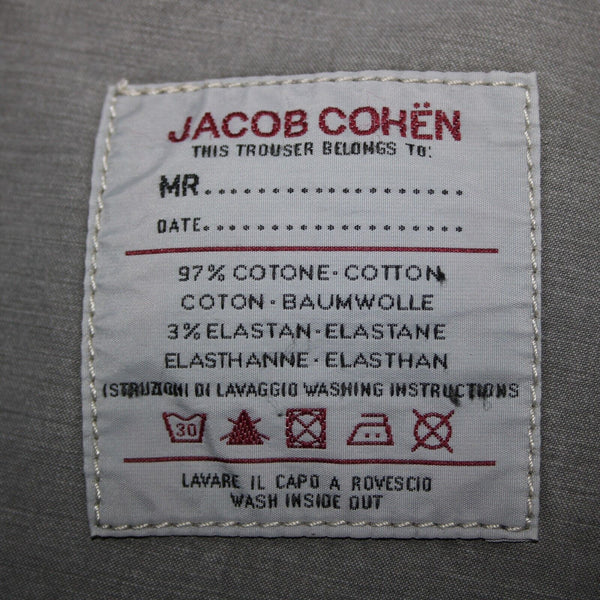 JACOB COHËN
THIS TROUSER BELONGS TO:
MR........................
DATE........................
97% COTONE·COTTON
COTON·BAUMWOLLE
3% ELASTAN·ELASTANE
ELASTHANNE·ELASTHAN
ISTRUZIONI DI LAVAGGIO WASHING INSTRUCTIONS
30
LAVARE IL CAPO A ROVESCIO
WASH INSIDE OUT